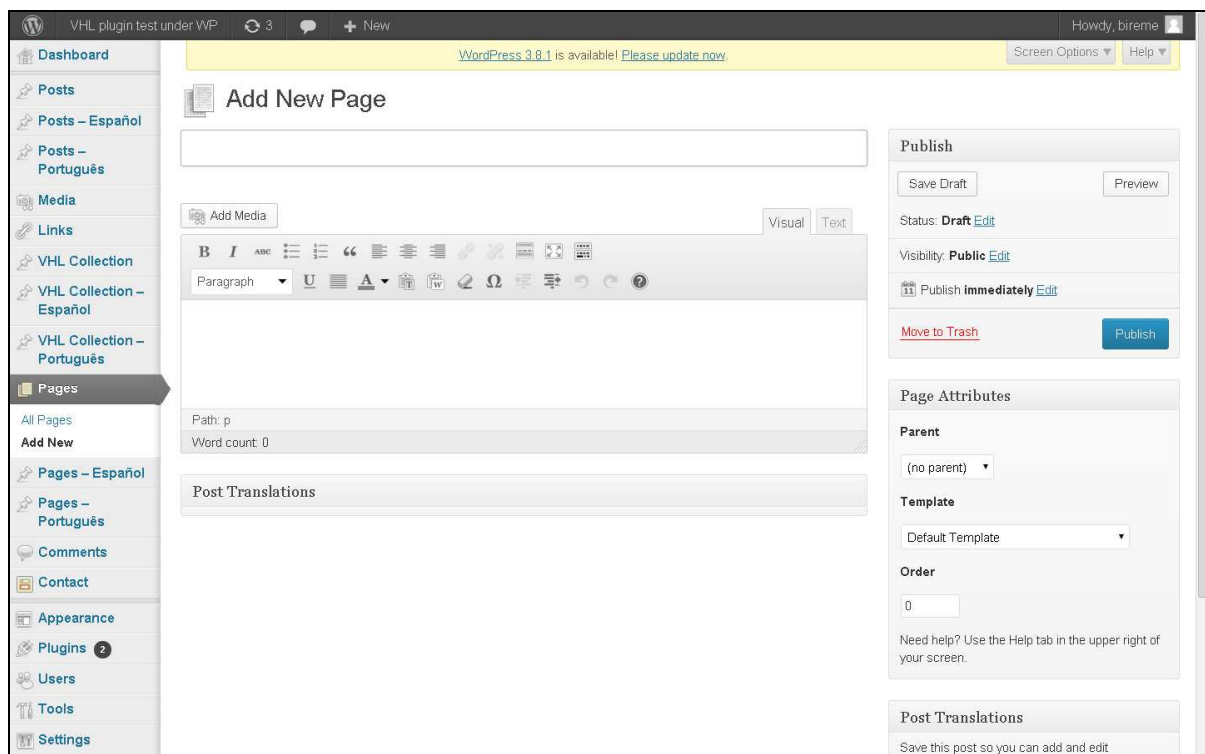 VHL plugin test under WP 3 New Howdy, bireme
WordPress 3.8.1 is available! Please update now.
Screen Options Help
Dashboard
Posts
Posts – Español
Posts –
Português
Media
Links
VHL Collection
VHL Collection –
Español
VHL Collection –
Português
Pages
All Pages
Add New
Pages – Español
Pages –
Português
Comments
Contact
Appearance
Plugins 2
Users
Tools
Settings
Add New Page
Add Media
Visual Text
B I ABC
Paragraph U A T W Ω ?
Path: p
Word count: 0
Post Translations
Publish
Save Draft Preview
Status: Draft Edit
Visibility: Public Edit
11 Publish immediately Edit
Move to Trash Publish
Page Attributes
Parent
(no parent)
Template
Default Template
Order
0
Need help? Use the Help tab in the upper right of
your screen.
Post Translations
Save this post so you can add and edit